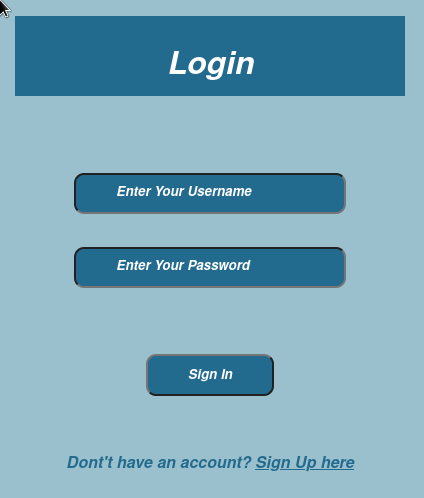 Login
Enter Your Username
Enter Your Password
Sign In
Dont't have an account? Sign Up here